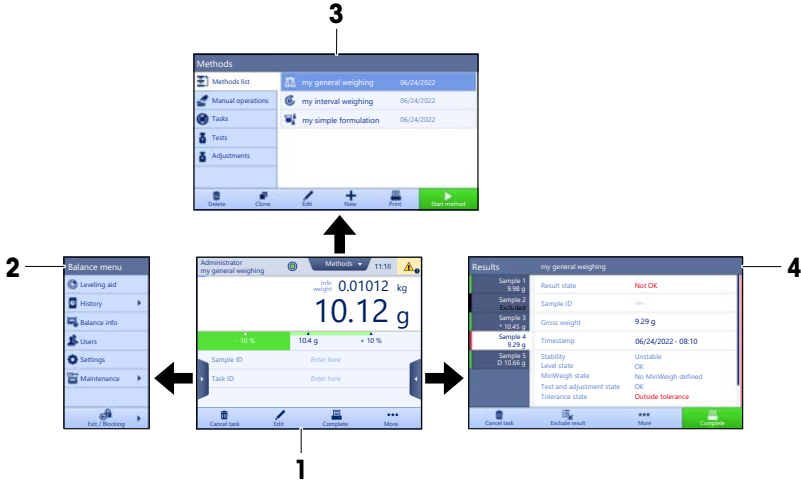 3
Methods
Methods list
Manual operations
Tasks
Tests
Adjustments
my general weighing 06/24/2022
my interval weighing 06/24/2022
my simple formulation 06/24/2022
Delete Clone Edit New Print Start method
2
Balance menu
Leveling aid
History
Balance info
Users
Settings
Maintenance
Exit / Blocking
Administrator
my general weighing
Methods
11:18
Info
weight
0.01012 kg
10.12 g
- 10 % 10.4 g + 10 %
Sample ID Enter here
Task ID Enter here
Cancel task Edit Complete More
1
4
Results my general weighing
Sample 1
9.98 g
Sample 2
Excluded
Sample 3
* 10.45 g
Sample 4
9.29 g
Sample 5
D 10.66 g
Result state Not OK
Sample ID ---
Gross weight 9.29 g
Timestamp 06/24/2022 - 08:10
Stability Unstable
Level state OK
MinWeigh state No MinWeigh defined
Test and adjustment state OK
Tolerance state Outside tolerance
Cancel task Exclude result More Complete